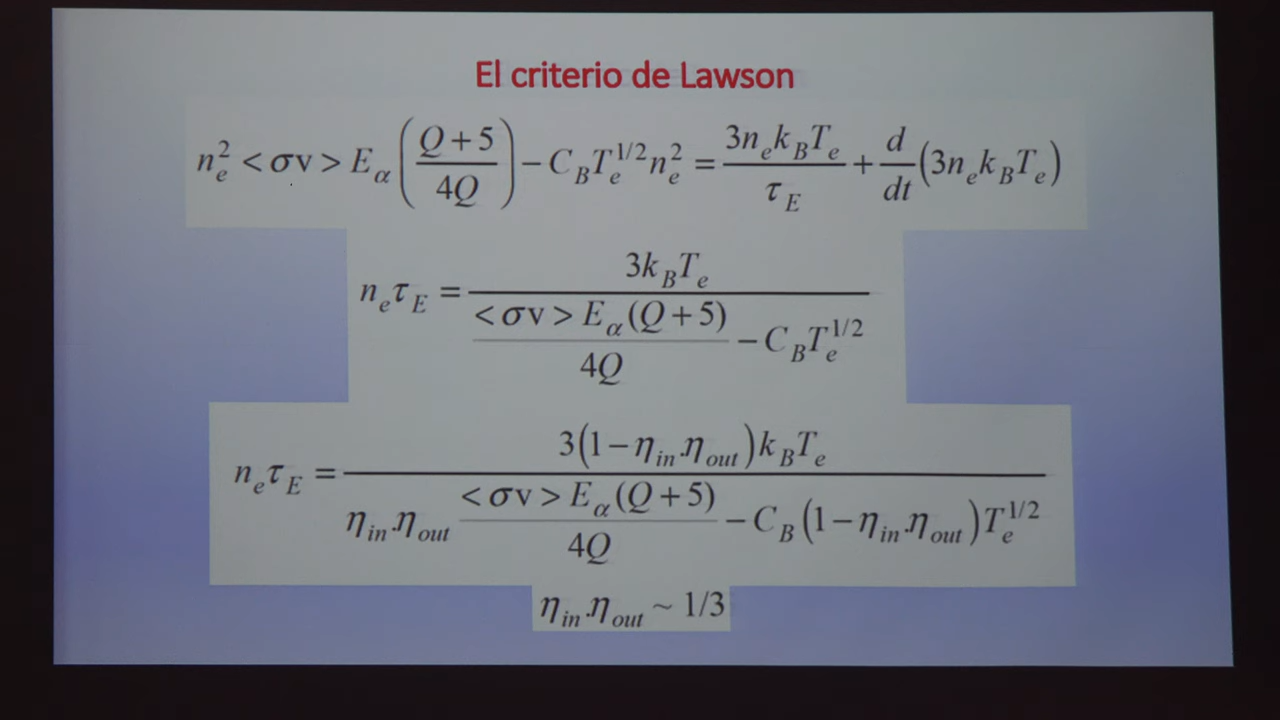 El criterio de Lawson
n_e^2 <σv> E_α ((Q+5)/(4Q)) − C_B T_e^{1/2} n_e^2 = (3n_e k_B T_e)/(τ_E) + d/dt (3n_e k_B T_e)
n_e τ_E = (3k_B T_e)/((<σv> E_α (Q+5))/(4Q) − C_B T_e^{1/2})
n_e τ_E = (3(1−η_in.η_out)k_B T_e)/(η_in.η_out (<σv> E_α (Q+5))/(4Q) − C_B (1−η_in.η_out)T_e^{1/2})
η_in.η_out ~ 1/3